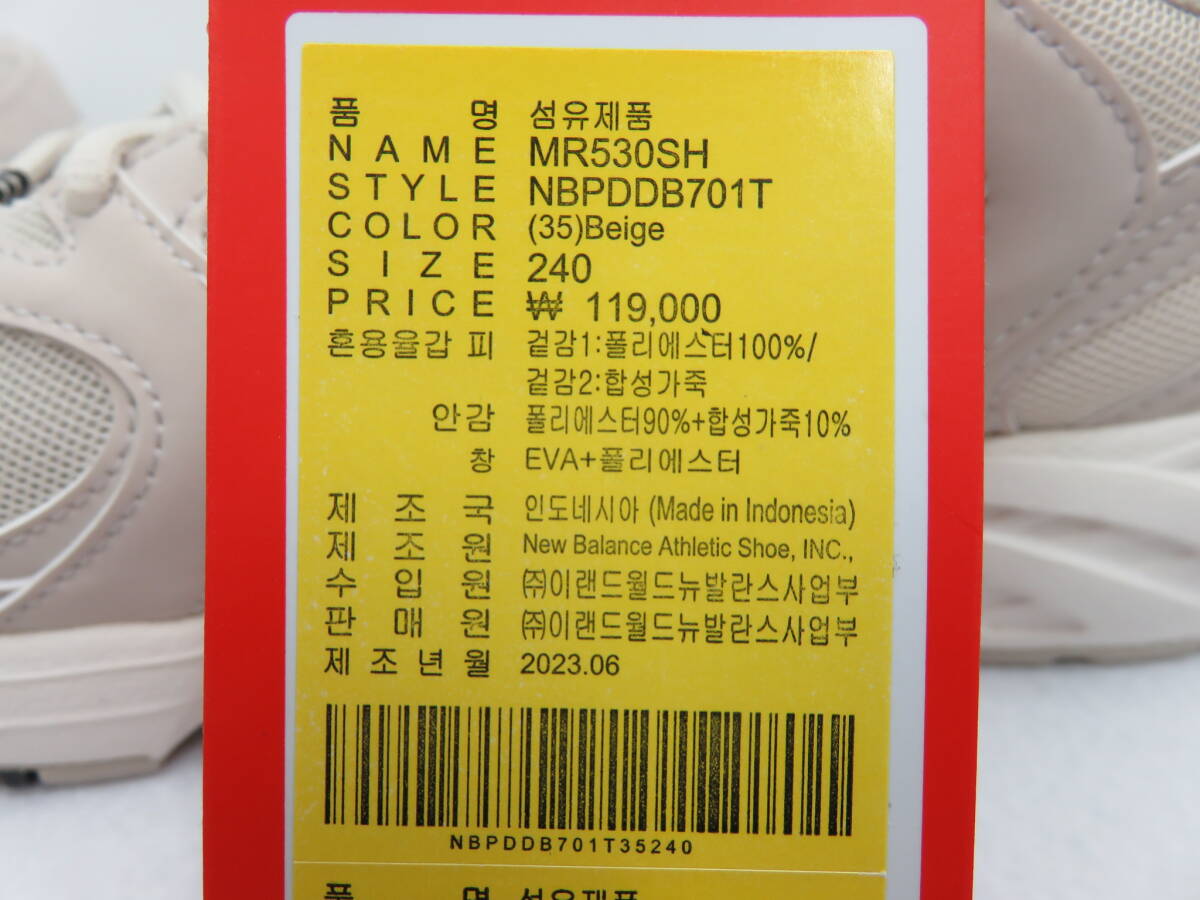 품 명 섬유제품
NAME MR530SH
STYLE NBPDDB701T
COLOR (35)Beige
SIZE 240
PRICE ₩ 119,000
혼용율갑 피 겉감1:폴리에스터100%/
겉감2:합성가죽
안감 폴리에스터90%+합성가죽10%
창 EVA+폴리에스터
제 조 국 인도네시아 (Made in Indonesia)
제 조 원 New Balance Athletic Shoe, INC.,
수 입 원 ㈜이랜드월드뉴발란스사업부
판 매 원 ㈜이랜드월드뉴발란스사업부
제 조 년 월 2023.06
NBPDDB701T35240
품 명 섬유제품